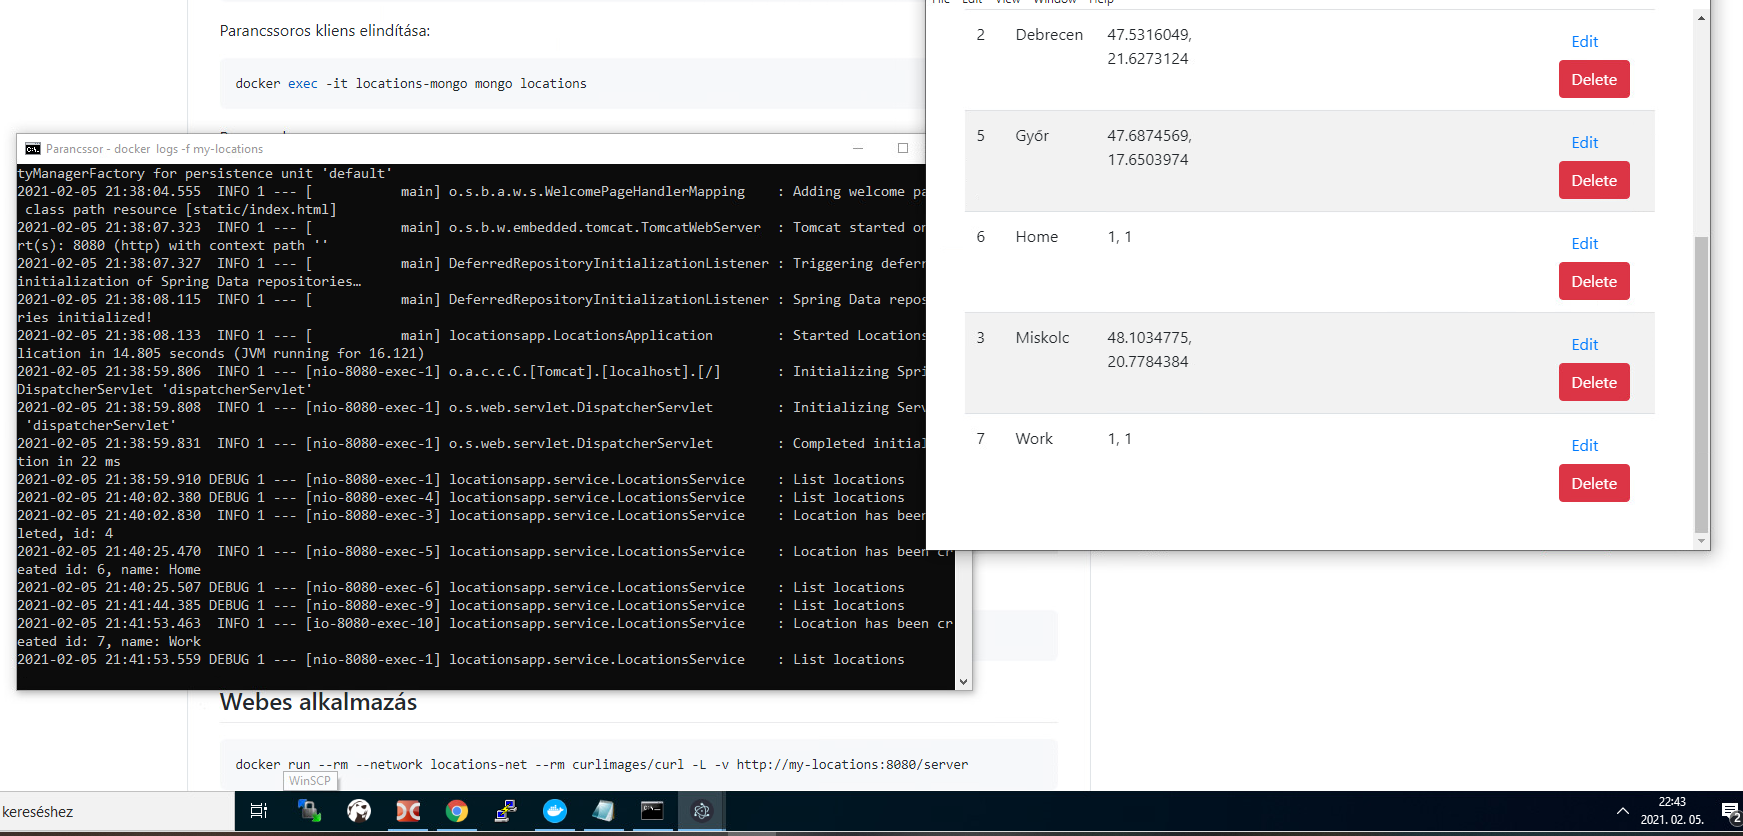 Parancssoros kliens elindítása:
docker exec -it locations-mongo mongo locations
Parancssor - docker  logs -f my-locations
tyManagerFactory for persistence unit 'default'
2021-02-05 21:38:04.555  INFO 1 --- [           main] o.s.b.a.w.s.WelcomePageHandlerMapping    : Adding welcome pa
 class path resource [static/index.html]
2021-02-05 21:38:07.323  INFO 1 --- [           main] o.s.b.w.embedded.tomcat.TomcatWebServer  : Tomcat started on
rt(s): 8080 (http) with context path ''
2021-02-05 21:38:07.327  INFO 1 --- [           main] DeferredRepositoryInitializationListener : Triggering deferr
initialization of Spring Data repositories…
2021-02-05 21:38:08.115  INFO 1 --- [           main] DeferredRepositoryInitializationListener : Spring Data repos
ries initialized!
2021-02-05 21:38:08.133  INFO 1 --- [           main] locationsapp.LocationsApplication        : Started Locations
lication in 14.805 seconds (JVM running for 16.121)
2021-02-05 21:38:59.806  INFO 1 --- [nio-8080-exec-1] o.a.c.c.C.[Tomcat].[localhost].[/]       : Initializing Spri
DispatcherServlet 'dispatcherServlet'
2021-02-05 21:38:59.808  INFO 1 --- [nio-8080-exec-1] o.s.web.servlet.DispatcherServlet        : Initializing Serv
 'dispatcherServlet'
2021-02-05 21:38:59.831  INFO 1 --- [nio-8080-exec-1] o.s.web.servlet.DispatcherServlet        : Completed initial
tion in 22 ms
2021-02-05 21:38:59.910 DEBUG 1 --- [nio-8080-exec-1] locationsapp.service.LocationsService    : List locations
2021-02-05 21:40:02.380 DEBUG 1 --- [nio-8080-exec-4] locationsapp.service.LocationsService    : List locations
2021-02-05 21:40:02.830  INFO 1 --- [nio-8080-exec-3] locationsapp.service.LocationsService    : Location has been
leted, id: 4
2021-02-05 21:40:25.470  INFO 1 --- [nio-8080-exec-5] locationsapp.service.LocationsService    : Location has been cr
eated id: 6, name: Home
2021-02-05 21:40:25.507 DEBUG 1 --- [nio-8080-exec-6] locationsapp.service.LocationsService    : List locations
2021-02-05 21:41:44.385 DEBUG 1 --- [nio-8080-exec-9] locationsapp.service.LocationsService    : List locations
2021-02-05 21:41:53.463  INFO 1 --- [io-8080-exec-10] locationsapp.service.LocationsService    : Location has been cr
eated id: 7, name: Work
2021-02-05 21:41:53.559 DEBUG 1 --- [nio-8080-exec-1] locationsapp.service.LocationsService    : List locations
Webes alkalmazás
docker run --rm --network locations-net --rm curlimages/curl -L -v http://my-locations:8080/server
WinSCP
File Edit View Window Help
2 Debrecen 47.5316049, Edit
21.6273124
Delete
5 Győr 47.6874569, Edit
17.6503974
Delete
6 Home 1, 1 Edit
Delete
3 Miskolc 48.1034775, Edit
20.7784384
Delete
7 Work 1, 1 Edit
Delete
kereséshez
22:43
2021. 02. 05.
2